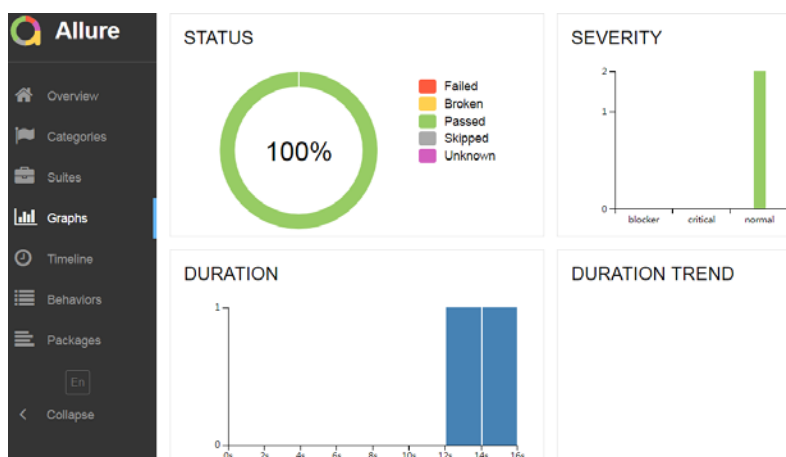 Allure
Overview
Categories
Suites
Graphs
Timeline
Behaviors
Packages
En
Collapse
STATUS
100%
Failed
Broken
Passed
Skipped
Unknown
SEVERITY
2
1
0
blocker critical normal
DURATION
1
0
0s 2s 4s 6s 8s 10s 12s 14s 16s
DURATION TREND